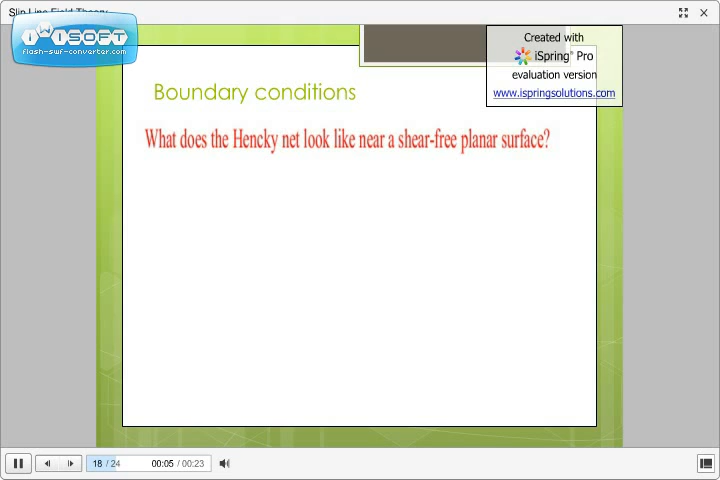 Slip Line Field Theory
iWiSOFT
flash-swf-converter.com
Created with
iSpring® Pro
evaluation version
www.ispringsolutions.com
Boundary conditions
What does the Hencky net look like near a shear-free planar surface?
18 / 24
00:05 / 00:23